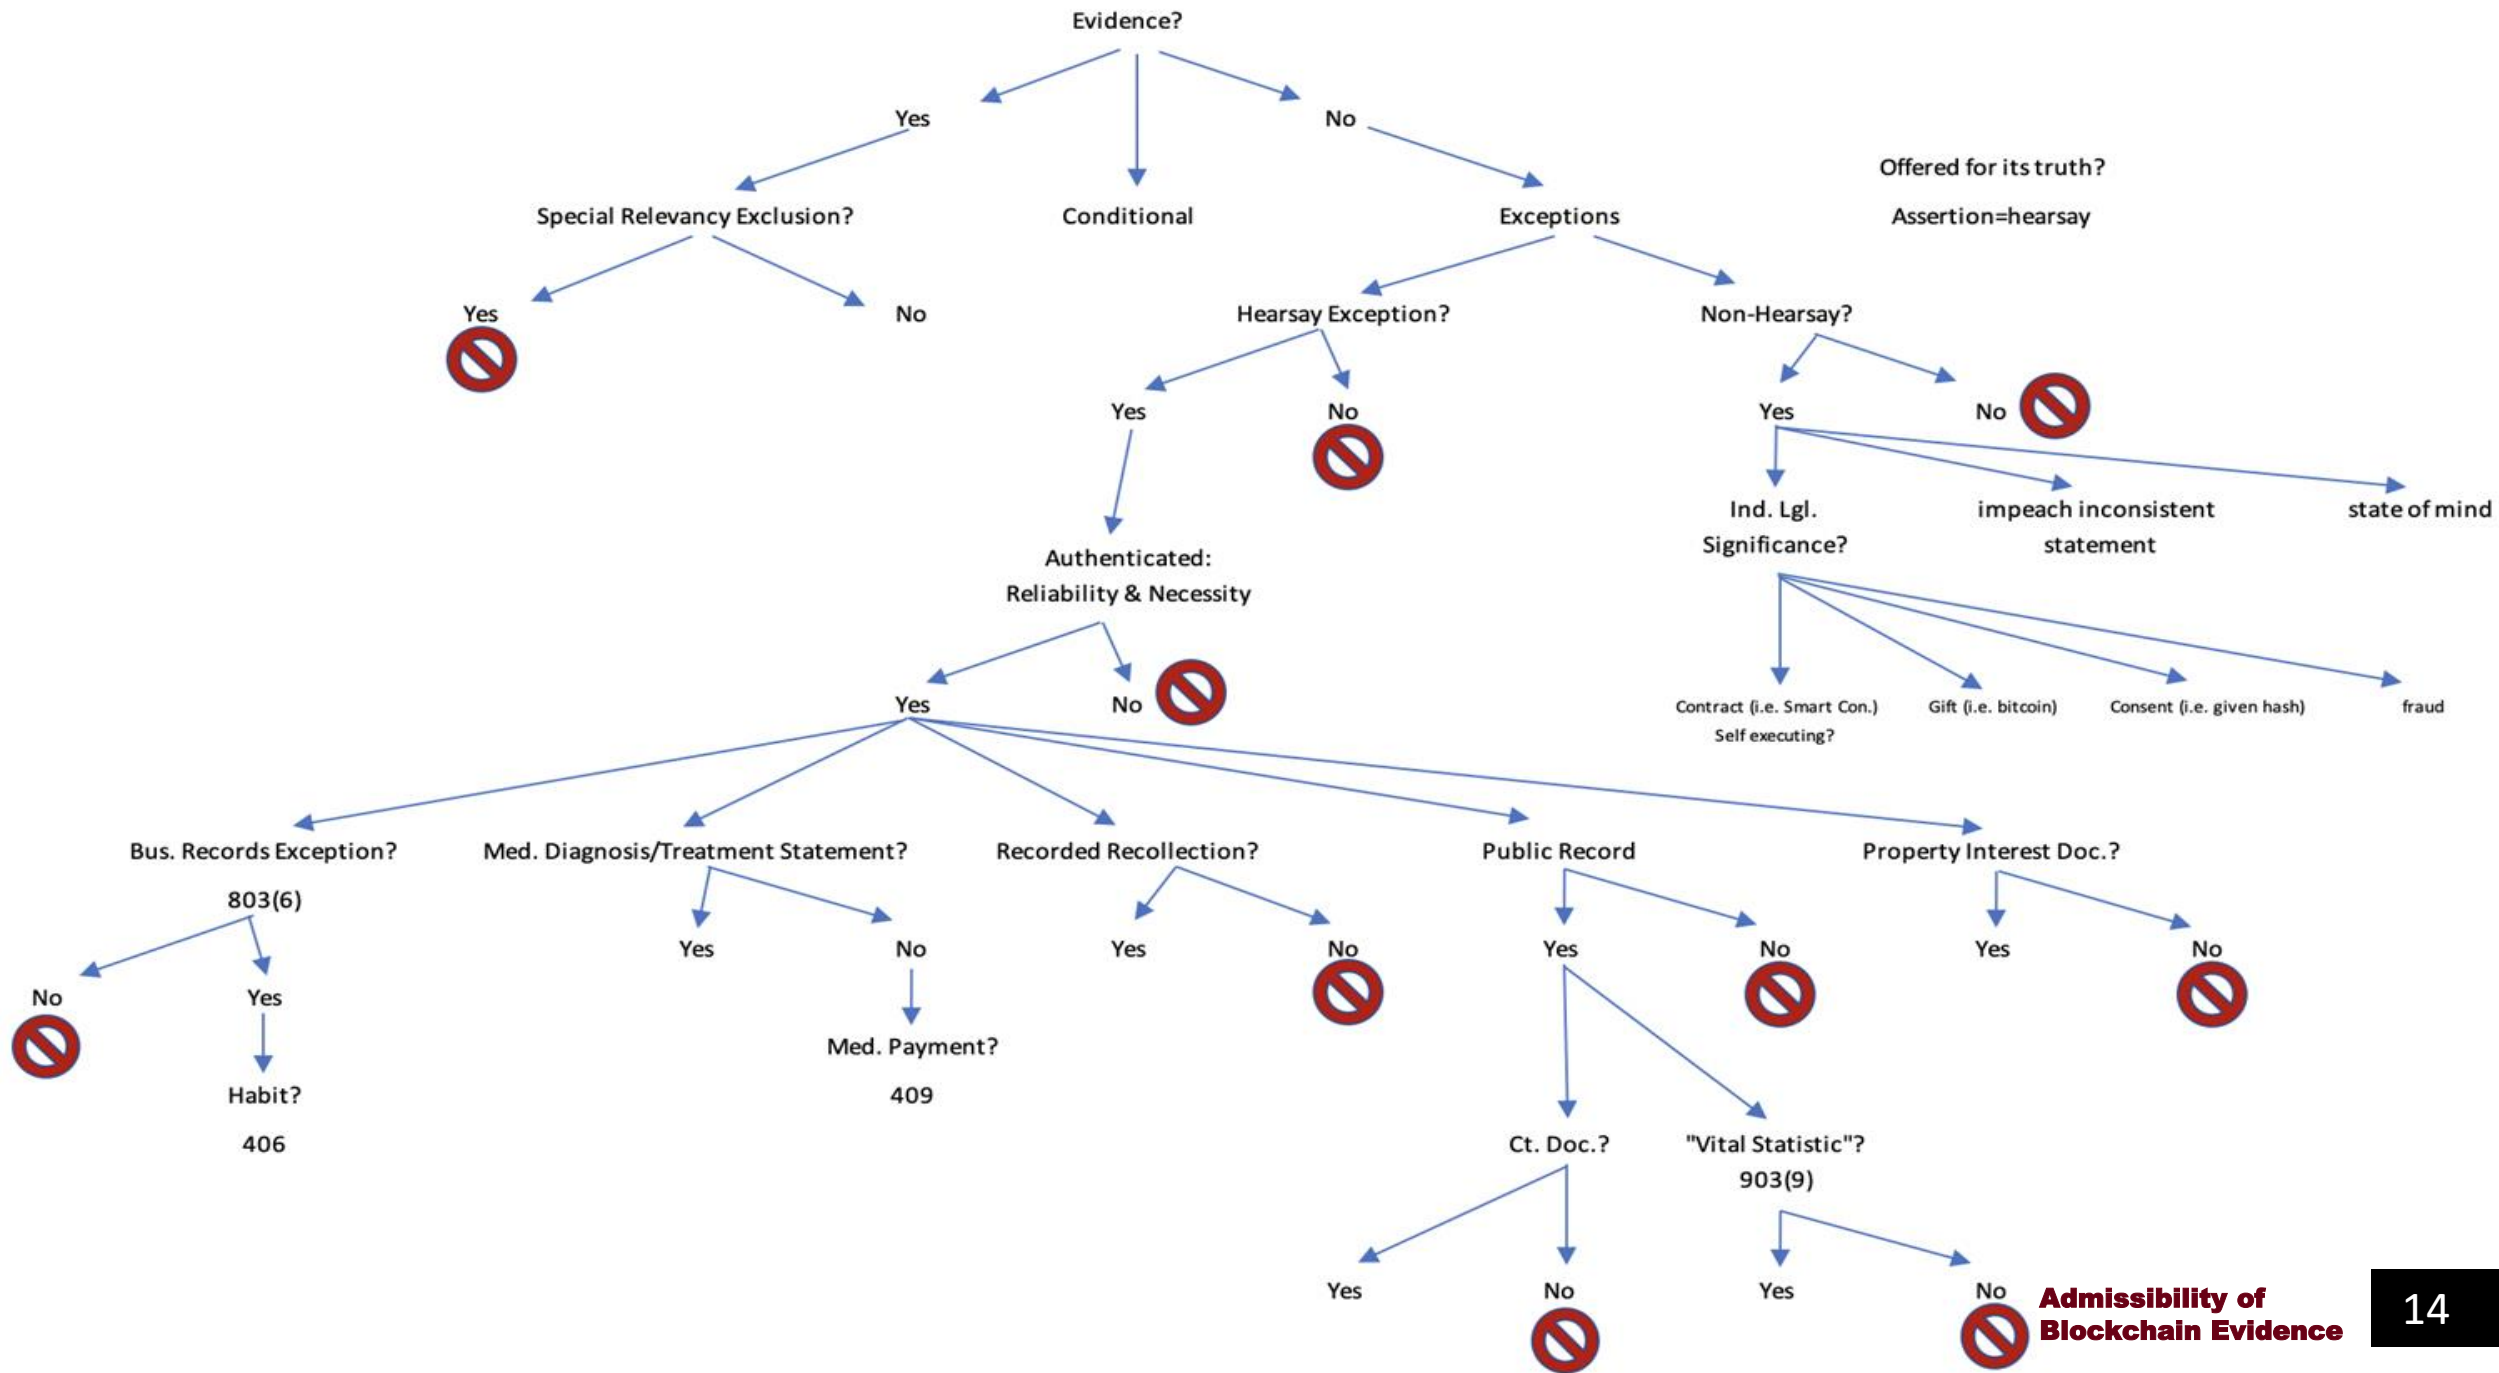 Evidence?
Yes
No
Offered for its truth?
Special Relevancy Exclusion?
Conditional
Exceptions
Assertion=hearsay
Yes
No
Hearsay Exception?
Non-Hearsay?
Yes
No
Yes
No
Ind. Lgl.
Significance?
impeach inconsistent
statement
state of mind
Authenticated:
Reliability & Necessity
Yes
No
Contract (i.e. Smart Con.)
Self executing?
Gift (i.e. bitcoin)
Consent (i.e. given hash)
fraud
Bus. Records Exception?
803(6)
Med. Diagnosis/Treatment Statement?
Recorded Recollection?
Public Record
Property Interest Doc.?
No
Yes
Yes
No
Yes
No
Yes
No
Yes
No
Med. Payment?
409
Habit?
406
Ct. Doc.?
"Vital Statistic"?
903(9)
Yes
No
Yes
No
Admissibility of
Blockchain Evidence
14